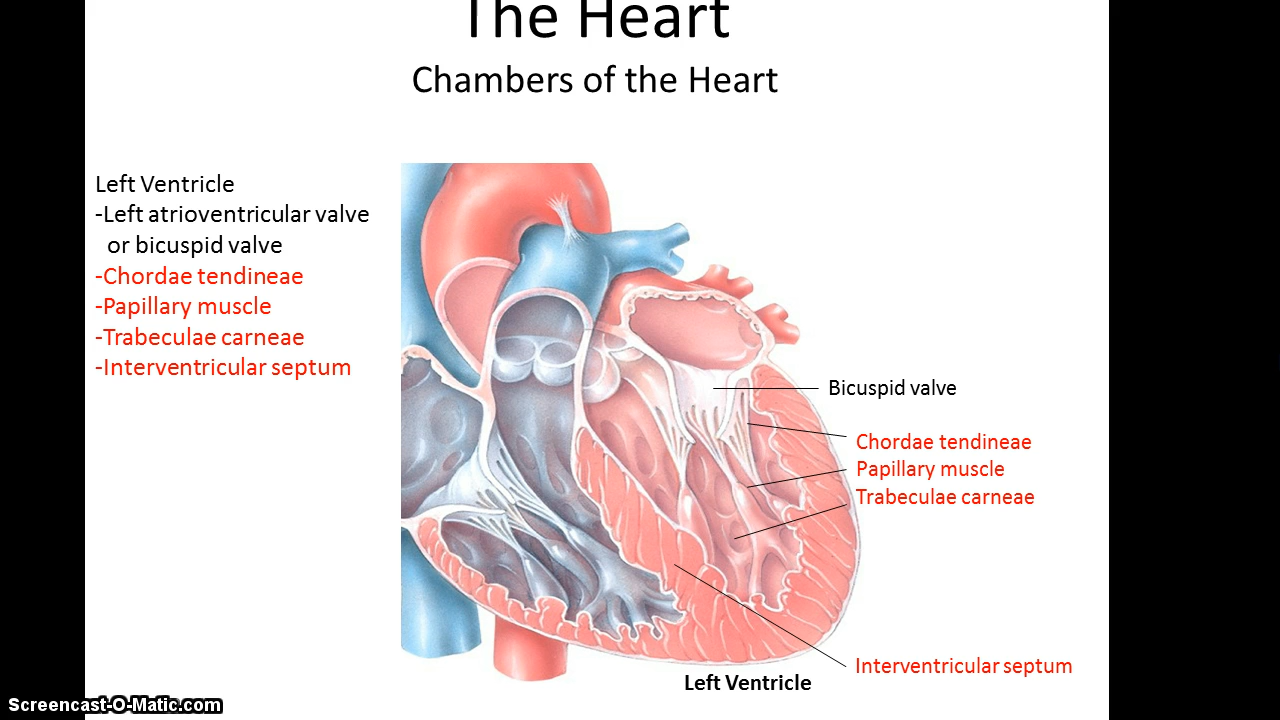 The Heart
Chambers of the Heart
Left Ventricle
-Left atrioventricular valve
or bicuspid valve
-Chordae tendineae
-Papillary muscle
-Trabeculae carneae
-Interventricular septum
Bicuspid valve
Chordae tendineae
Papillary muscle
Trabeculae carneae
Interventricular septum
Left Ventricle
Screencast-O-Matic.com